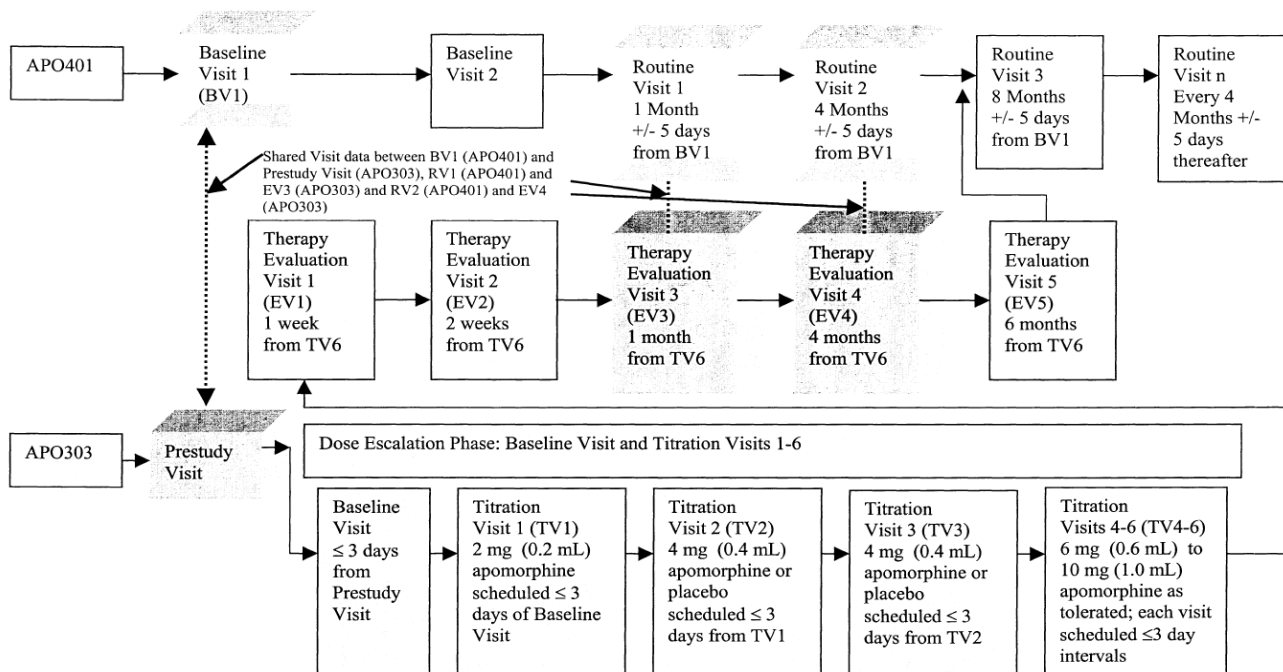 APO401
Baseline
Visit 1
(BV1)
Baseline
Visit 2
Routine
Visit 1
1 Month
+/- 5 days
from BV1
Routine
Visit 2
4 Months
+/- 5 days
from BV1
Routine
Visit 3
8 Months
+/- 5 days
from BV1
Routine
Visit n
Every 4
Months +/-
5 days
thereafter
Shared Visit data between BV1 (APO401) and
Prestudy Visit (APO303), RV1 (APO401) and
EV3 (APO303) and RV2 (APO401) and EV4
(APO303)
Therapy
Evaluation
Visit 1
(EV1)
1 week
from TV6
Therapy
Evaluation
Visit 2
(EV2)
2 weeks
from TV6
Therapy
Evaluation
Visit 3
(EV3)
1 month
from TV6
Therapy
Evaluation
Visit 4
(EV4)
4 months
from TV6
Therapy
Evaluation
Visit 5
(EV5)
6 months
from TV6
APO303
Prestudy
Visit
Dose Escalation Phase: Baseline Visit and Titration Visits 1-6
Baseline
Visit
≤ 3 days
from
Prestudy
Visit
Titration
Visit 1 (TV1)
2 mg (0.2 mL)
apomorphine
scheduled ≤ 3
days of Baseline
Visit
Titration
Visit 2 (TV2)
4 mg (0.4 mL)
apomorphine or
placebo
scheduled ≤ 3
days from TV1
Titration
Visit 3 (TV3)
4 mg (0.4 mL)
apomorphine or
placebo
scheduled ≤ 3
days from TV2
Titration
Visits 4-6 (TV4-6)
6 mg (0.6 mL) to
10 mg (1.0 mL)
apomorphine as
tolerated; each visit
scheduled ≤3 day
intervals